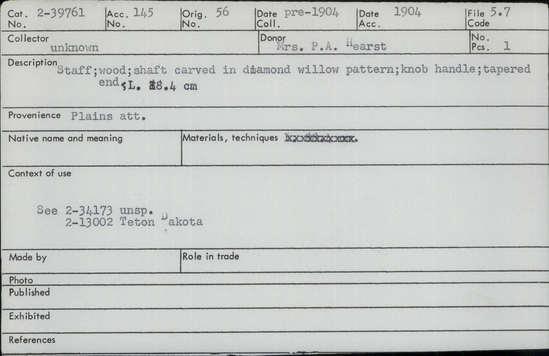 Cat. 2-39761 Acc. 145 Orig. 56 Date pre-1904 Date 1904 File 5.7
No. No. No. Coll. Acc. Code
Collector Donor No.
unknown Mrs. P.A. Hearst Pcs. 1
Description Staff;wood;shaft carved in diamond willow pattern;knob handle;tapered
end;L. 8.4 cm
Provenience Plains att.
Native name and meaning Materials, techniques
Context of use
See 2-34173 unsp.
2-13002 Teton Dakota
Made by Role in trade
Photo
Published
Exhibited
References